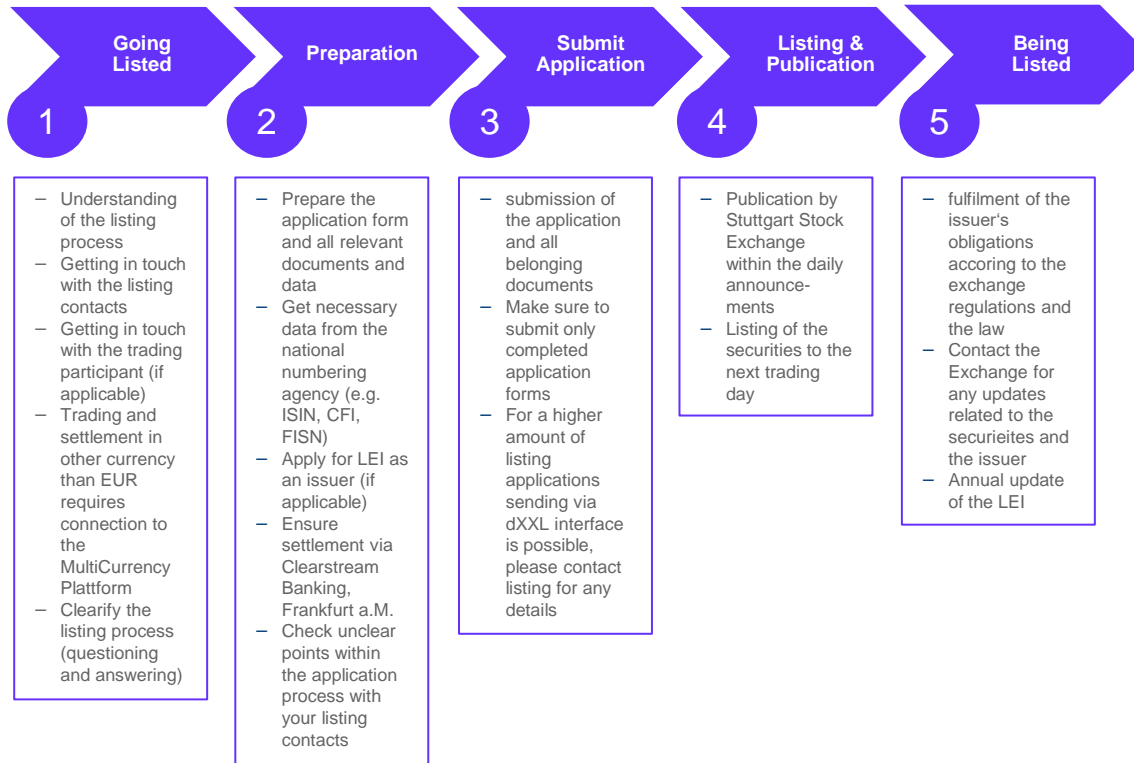 Going
Listed
Preparation
Submit
Application
Listing &
Publication
Being
Listed
1
2
3
4
5
– Understanding
of the listing
process
– Getting in touch
with the listing
contacts
– Getting in touch
with the trading
participant (if
applicable)
– Trading and
settlement in
other currency
than EUR
requires
connection to
the
MultiCurrency
Plattform
– Clearify the
listing process
(questioning
and answering)
– Prepare the
application form
and all relevant
documents and
data
– Get necessary
data from the
national
numbering
agency (e.g.
ISIN, CFI,
FISN)
– Apply for LEI as
an issuer (if
applicable)
– Ensure
settlement via
Clearstream
Banking,
Frankfurt a.M.
– Check unclear
points within
the application
process with
your listing
contacts
– submission of
the application
and all
belonging
documents
– Make sure to
submit only
completed
application
forms
– For a higher
amount of
listing
applications
sending via
dXXL interface
is possible,
please contact
listing for any
details
– Publication by
Stuttgart Stock
Exchange
within the daily
announce-
ments
– Listing of the
securities to the
next trading
day
– fulfilment of the
issuer‘s
obligations
accoring to the
exchange
regulations and
the law
– Contact the
Exchange for
any updates
related to the
securieites and
the issuer
– Annual update
of the LEI